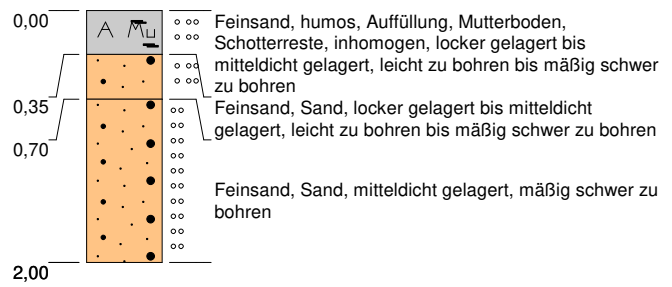 0,00
A Mu
Feinsand, humos, Auffüllung, Mutterboden,
Schotterreste, inhomogen, locker gelagert bis
mitteldicht gelagert, leicht zu bohren bis mäßig schwer
zu bohren
0,35
Feinsand, Sand, locker gelagert bis mitteldicht
gelagert, leicht zu bohren bis mäßig schwer zu bohren
0,70
Feinsand, Sand, mitteldicht gelagert, mäßig schwer zu
bohren
2,00